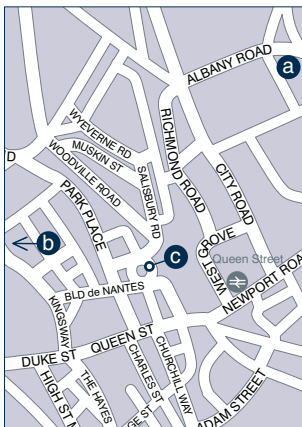 ALBANY ROAD
a
WYEVERNE RD
MUSKIN ST
WOODVILLE ROAD
SALISBURY RD
RICHMOND ROAD
CITY ROAD
D
PARK PLACE
b
c
WEST GROVE
Queen Street
NEWPORT ROA
BLD de NANTES
KINGSWAY
QUEEN ST
DUKE ST
HIGH ST
THE HAYES
CHARLES ST
CHURCHILL WAY
GE ST
ADAM STREET